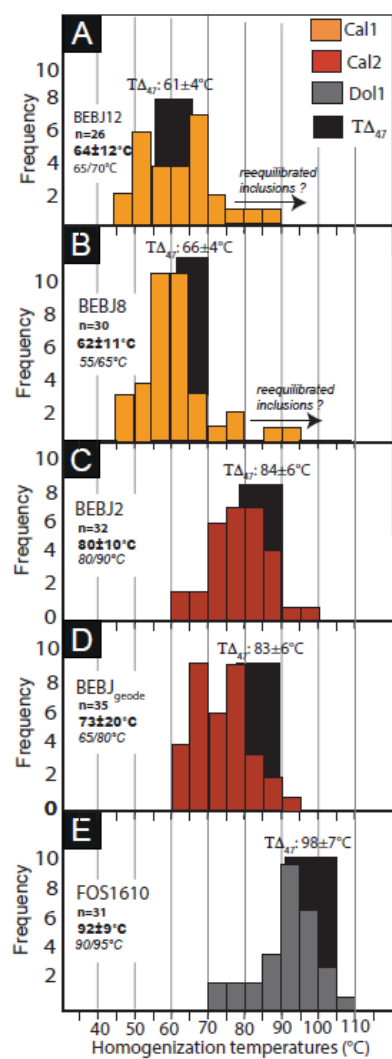 A
Cal1
Cal2
Dol1
TΔ47
TΔ47: 61±4°C
BEBJ12
n=26
64±12°C
65/70°C
reequilibrated
inclusions ?
Frequency
10
8
6
4
2
B
TΔ47: 66±4°C
BEBJ8
n=30
62±11°C
55/65°C
reequilibrated
inclusions ?
Frequency
10
8
6
4
2
0
C
TΔ47: 84±6°C
BEBJ2
n=32
80±10°C
80/90°C
Frequency
10
8
6
4
2
0
D
TΔ47: 83±6°C
BEBJgeode
n=35
73±20°C
65/80°C
Frequency
10
8
6
4
2
0
E
TΔ47: 98±7°C
FOS1610
n=31
92±9°C
90/95°C
Frequency
10
8
6
4
2
40 50 60 70 80 90 100 110
Homogenization temperatures (°C)